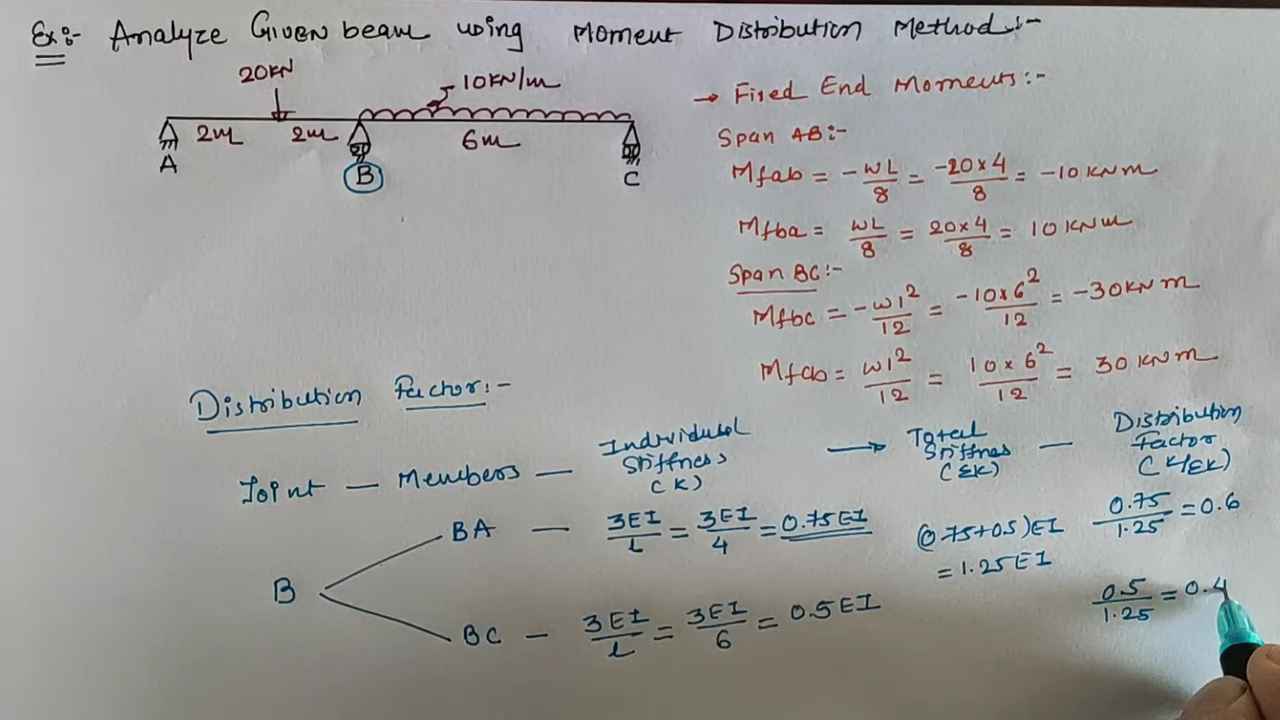 Ex:- Analyze Given beam using Moment Distribution Method:-
20KN
10KN/m
2m 2m 6m
A B C
→ Fixed End Moments:-
Span AB:-
Mfab = -WL/8 = -20×4/8 = -10 KNm
Mfba = WL/8 = 20×4/8 = 10 KNm
Span BC:-
Mfbc = -wl²/12 = -10×6²/12 = -30KNm
Mfcb = wl²/12 = 10×6²/12 = 30 KNm
Distribution Factor:-
Joint — Members — Individual Stiffness (K) → Total Stiffnes (ΣK) — Distribution Factor (K/ΣK)
BA — 3EI/L = 3EI/4 = 0.75EI (0.75+0.5)EI = 1.25EI 0.75/1.25 = 0.6
B
BC — 3EI/L = 3EI/6 = 0.5EI 0.5/1.25 = 0.4